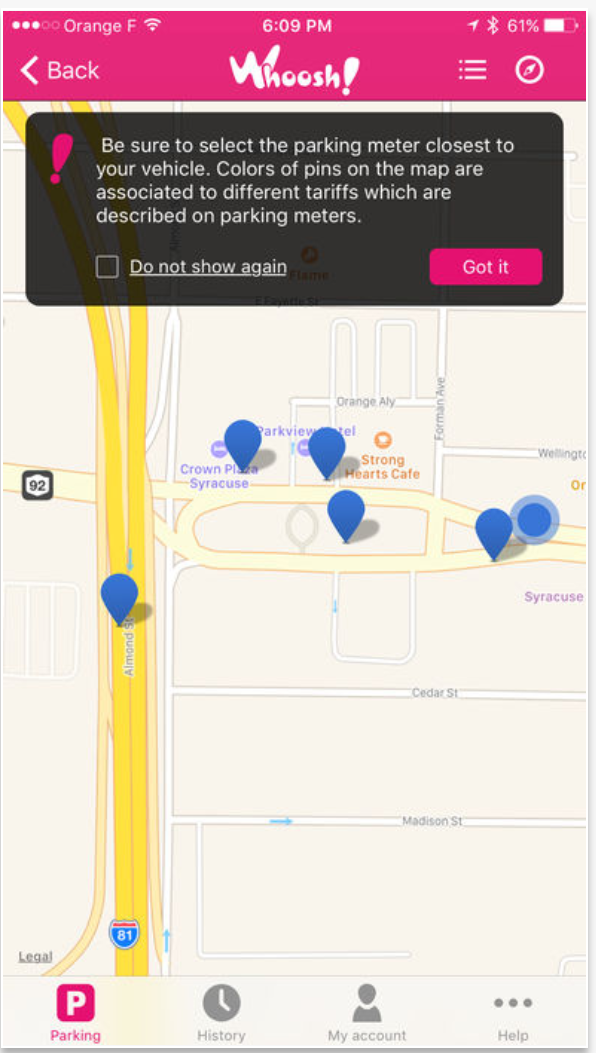 Orange F 6:09 PM 61%
Back Whoosh!
Be sure to select the parking meter closest to
your vehicle. Colors of pins on the map are
associated to different tariffs which are
described on parking meters.
Do not show again Got it
Flame
E Fayette St
Orange Aly
Forman Ave
Parkview Hotel
Crown Plaza
Syracuse
Strong
Hearts Cafe
Wellingto
92
Or
Syracuse
Almond St
Cedar St
Madison St
81
Legal
P
Parking History My account Help